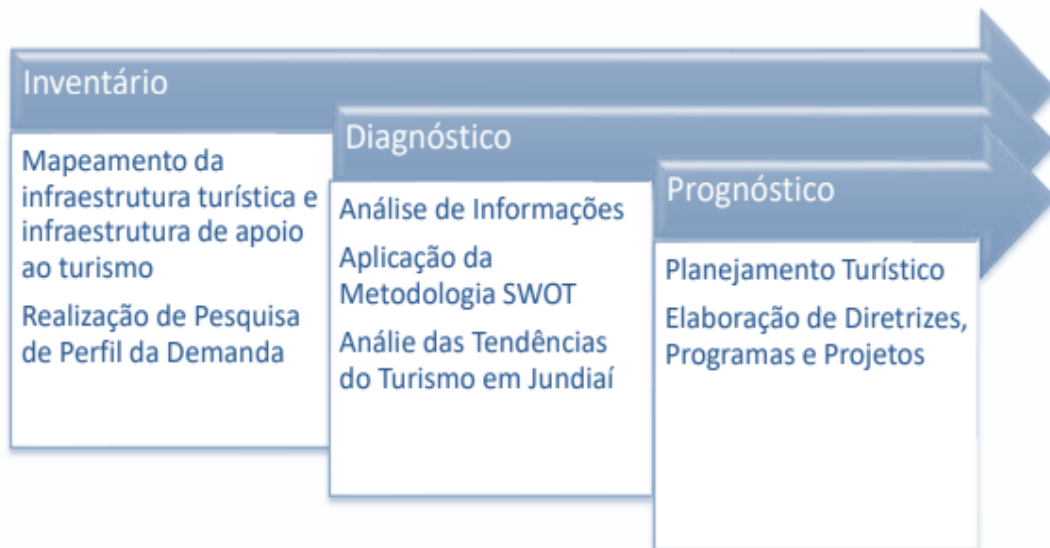 Inventário
Mapeamento da
infraestrutura turística e
infraestrutura de apoio
ao turismo
Realização de Pesquisa
de Perfil da Demanda
Diagnóstico
Análise de Informações
Aplicação da
Metodologia SWOT
Análie das Tendências
do Turismo em Jundiaí
Prognóstico
Planejamento Turístico
Elaboração de Diretrizes,
Programas e Projetos